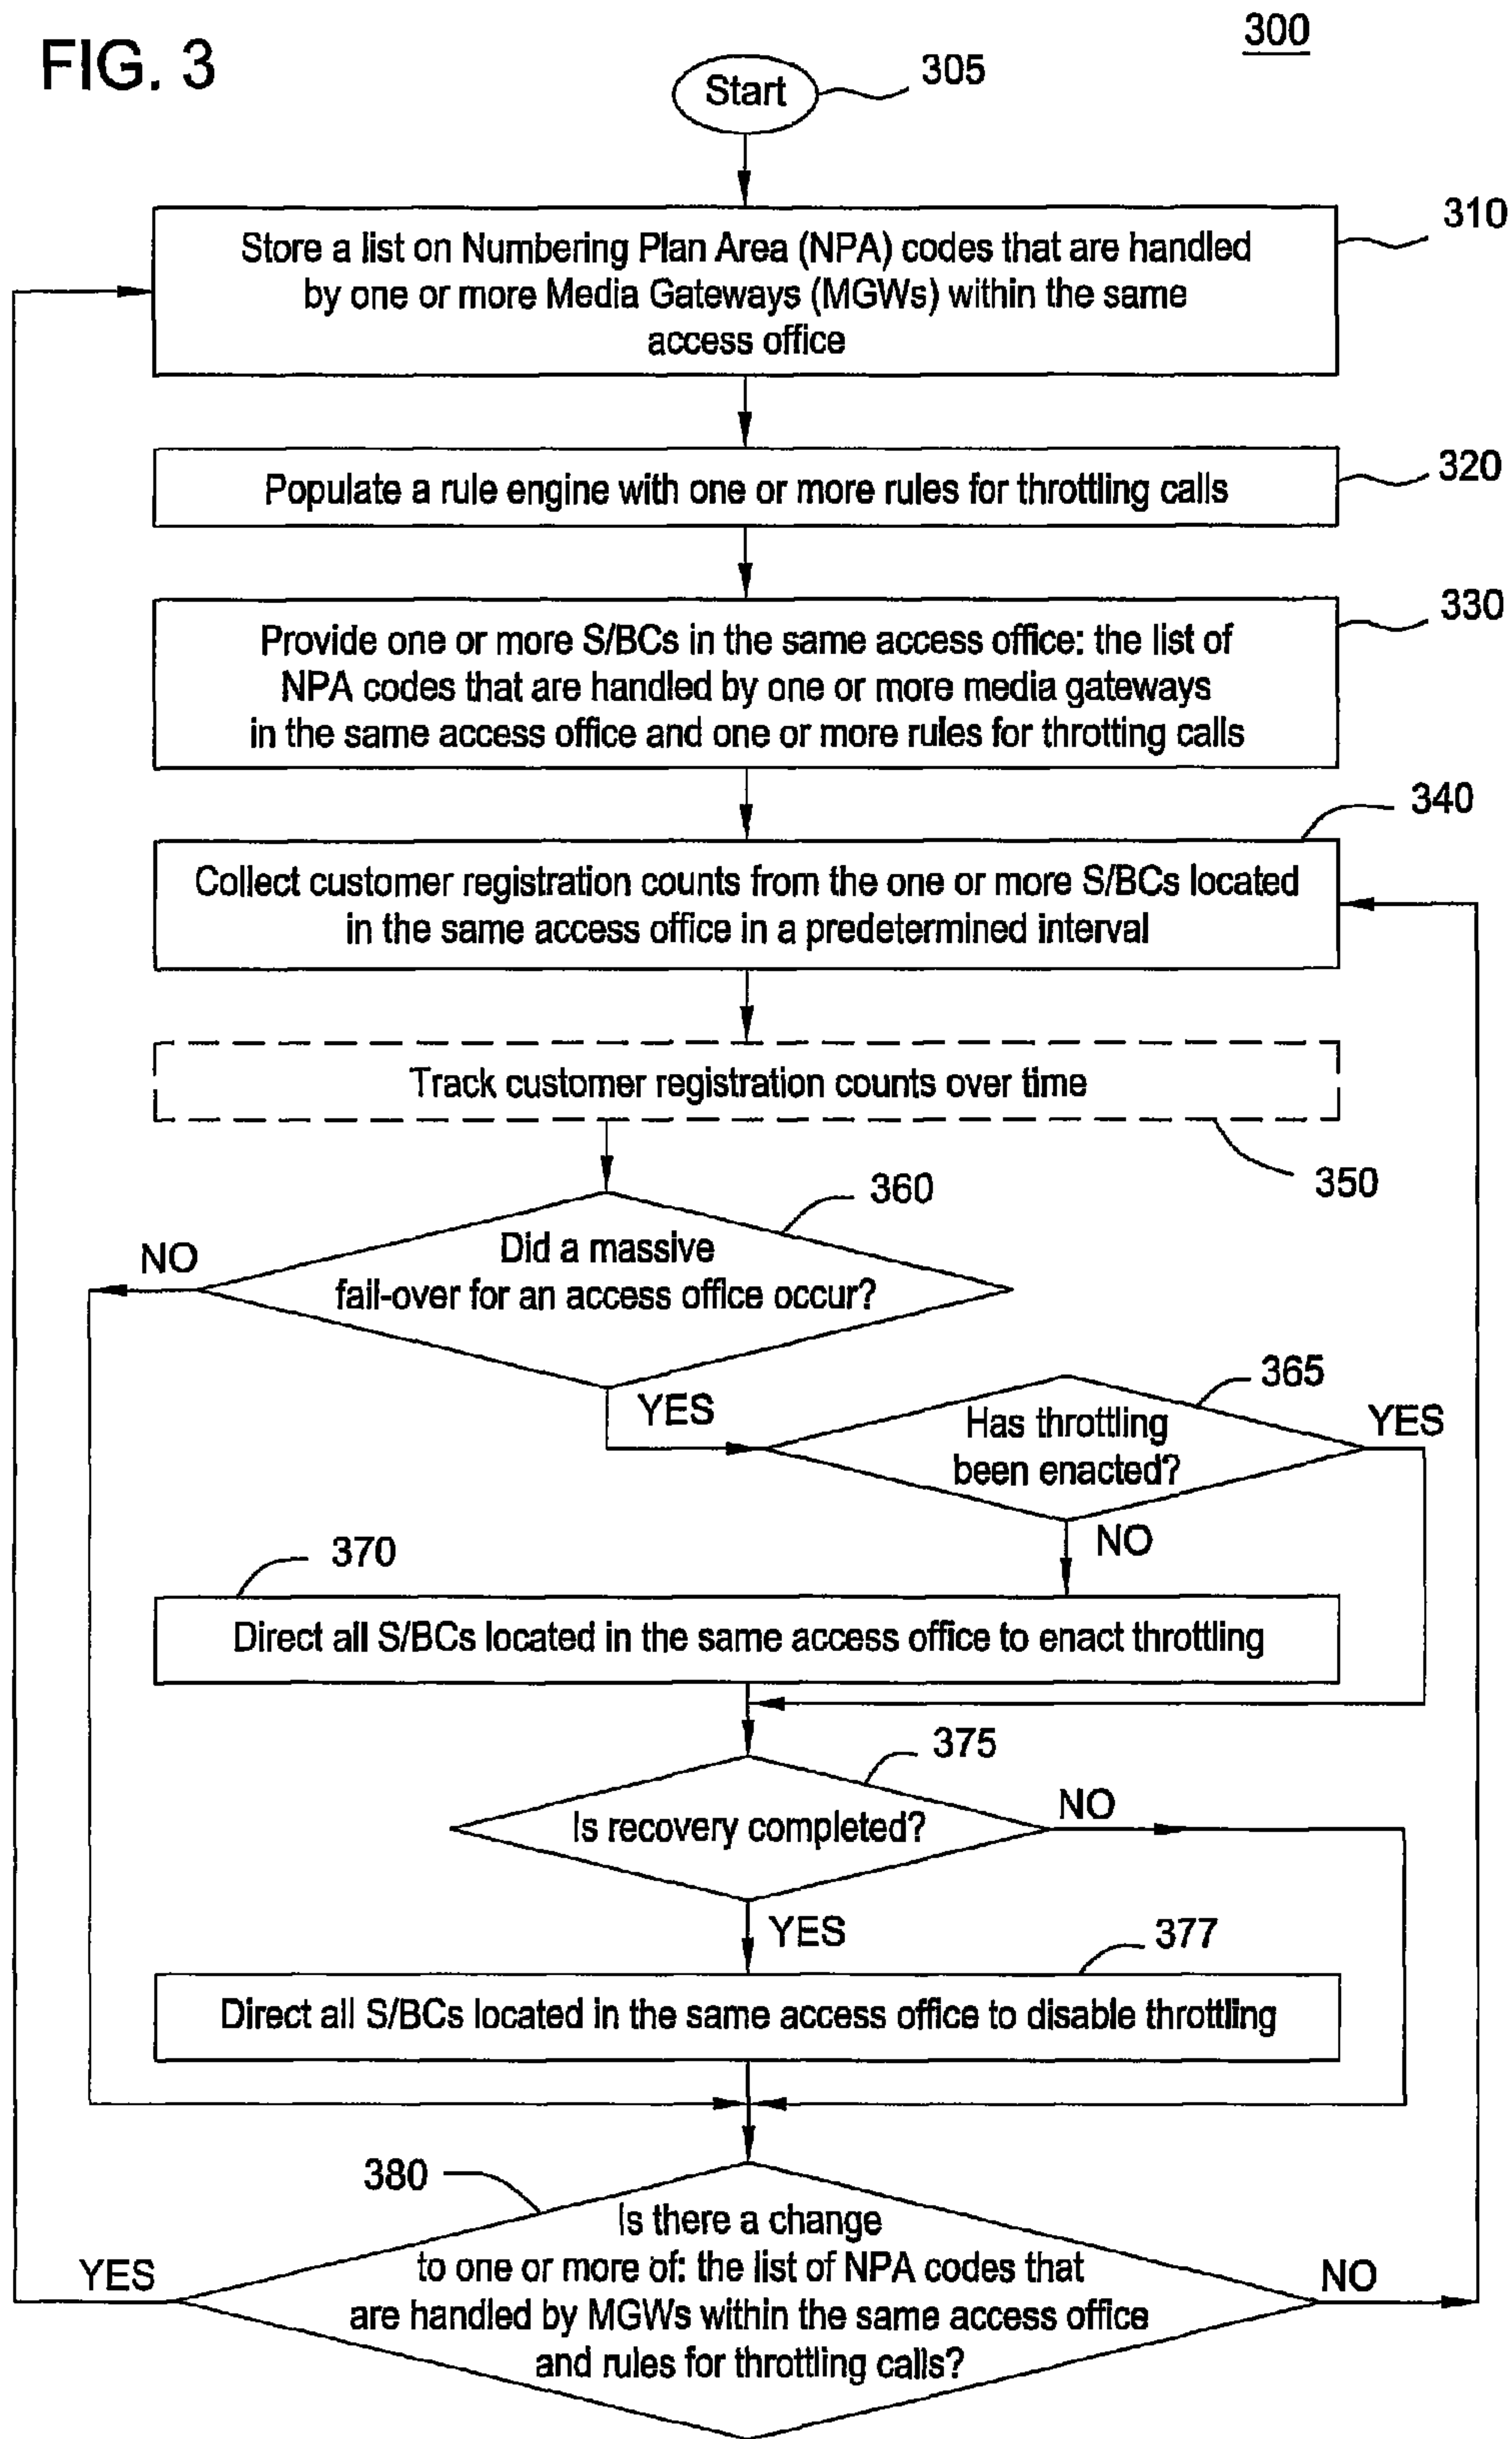 FIG. 3
300
Start
305
310
Store a list on Numbering Plan Area (NPA) codes that are handled
by one or more Media Gateways (MGWs) within the same
access office
320
Populate a rule engine with one or more rules for throttling calls
330
Provide one or more S/BCs in the same access office: the list of
NPA codes that are handled by one or more media gateways
in the same access office and one or more rules for throtting calls
340
Collect customer registration counts from the one or more S/BCs located
in the same access office in a predetermined interval
Track customer registration counts over time
350
360
NO
Did a massive
fail-over for an access office occur?
YES
365
Has throttling
been enacted?
YES
NO
370
Direct all S/BCs located in the same access office to enact throttling
375
Is recovery completed?
NO
YES
377
Direct all S/BCs located in the same access office to disable throttling
380
Is there a change
to one or more of: the list of NPA codes that
are handled by MGWs within the same access office
and rules for throttling calls?
YES
NO